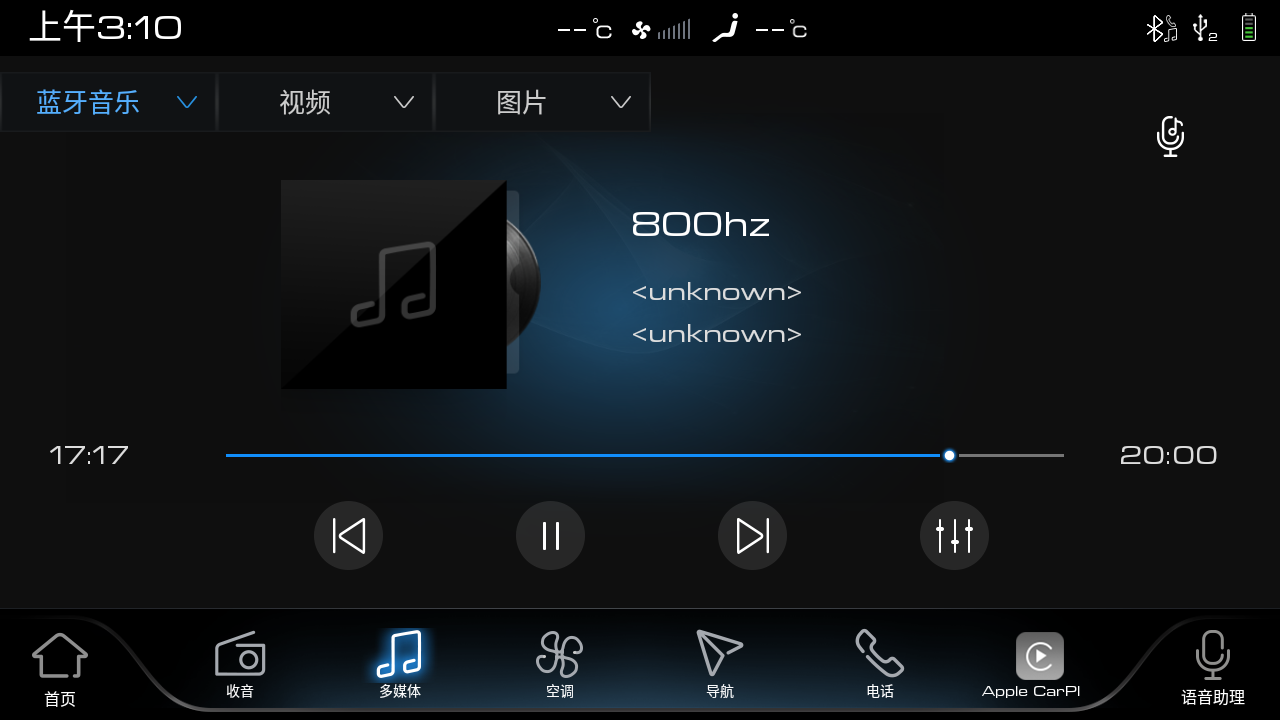 上午3:10
--°C
--°C
2
蓝牙音乐
视频
图片
800hz
<unknown>
<unknown>
17:17
20:00
首页
收音
多媒体
空调
导航
电话
Apple CarPl
语音助理